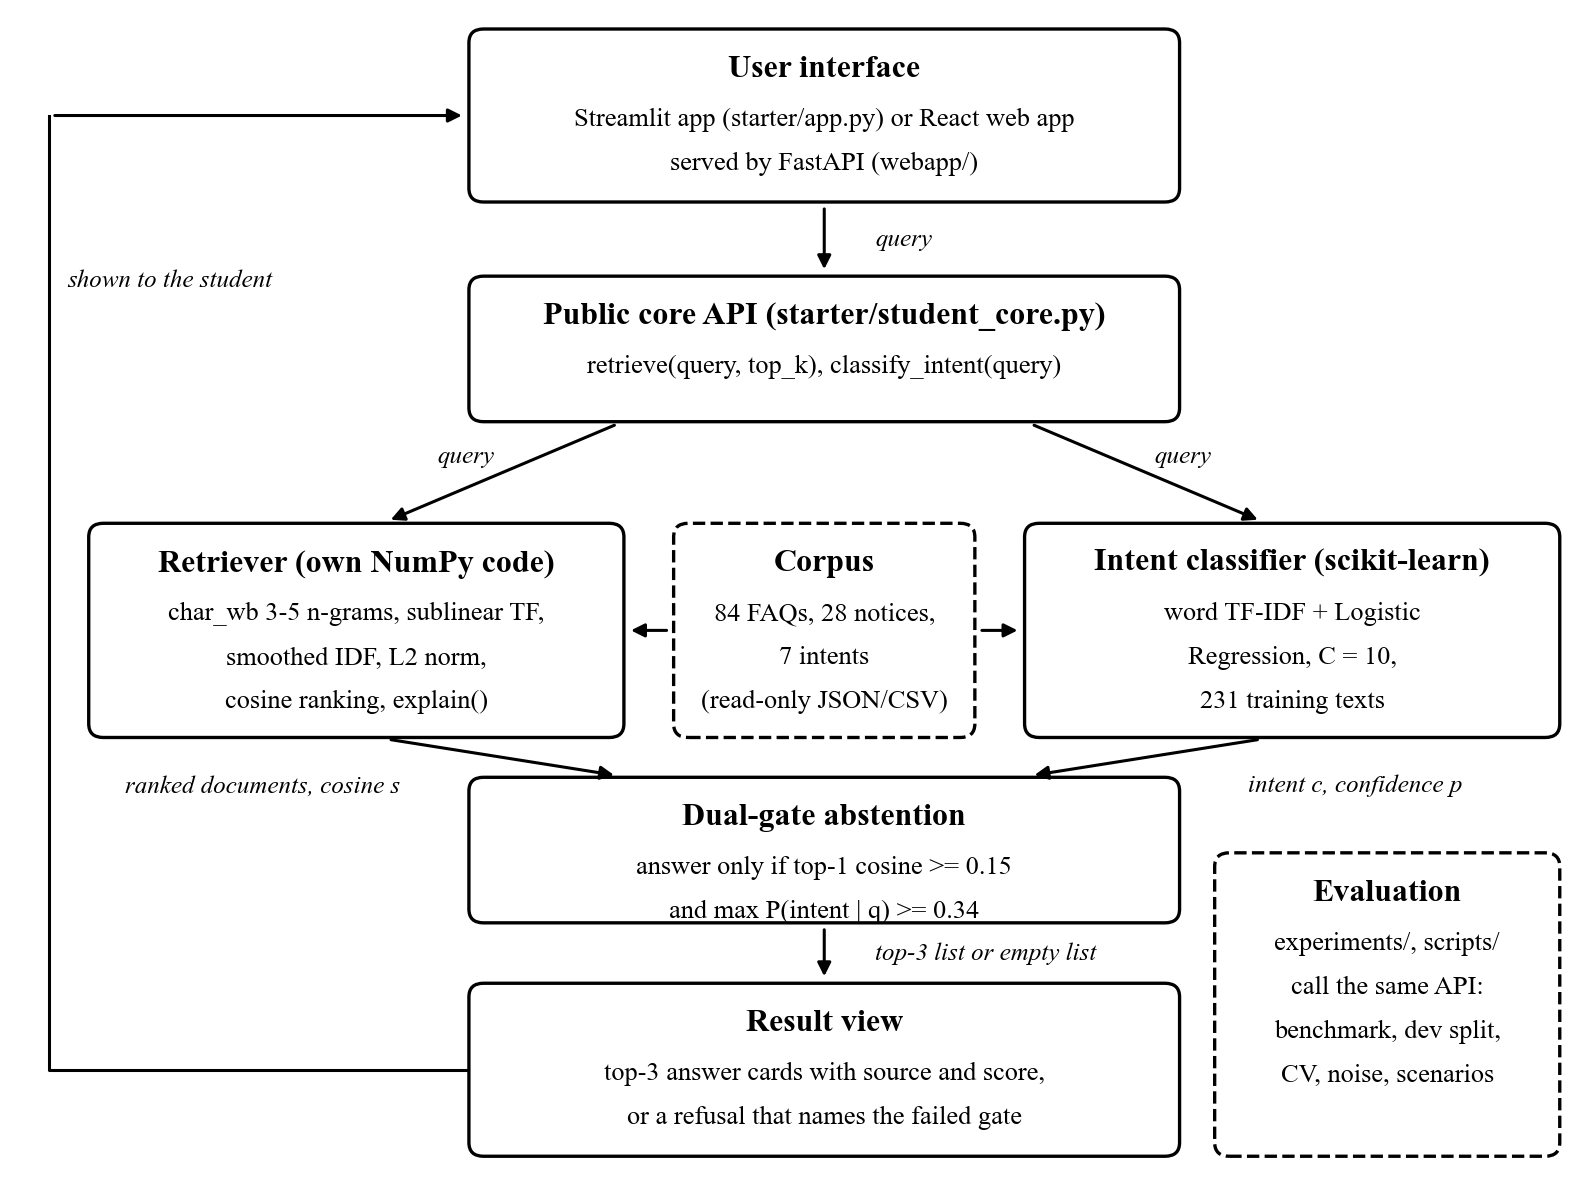 User interface
Streamlit app (starter/app.py) or React web app
served by FastAPI (webapp/)
query
shown to the student
Public core API (starter/student_core.py)
retrieve(query, top_k), classify_intent(query)
query
query
Retriever (own NumPy code)
char_wb 3-5 n-grams, sublinear TF,
smoothed IDF, L2 norm,
cosine ranking, explain()
Corpus
84 FAQs, 28 notices,
7 intents
(read-only JSON/CSV)
Intent classifier (scikit-learn)
word TF-IDF + Logistic
Regression, C = 10,
231 training texts
ranked documents, cosine s
intent c, confidence p
Dual-gate abstention
answer only if top-1 cosine >= 0.15
and max P(intent | q) >= 0.34
top-3 list or empty list
Evaluation
experiments/, scripts/
call the same API:
benchmark, dev split,
CV, noise, scenarios
Result view
top-3 answer cards with source and score,
or a refusal that names the failed gate